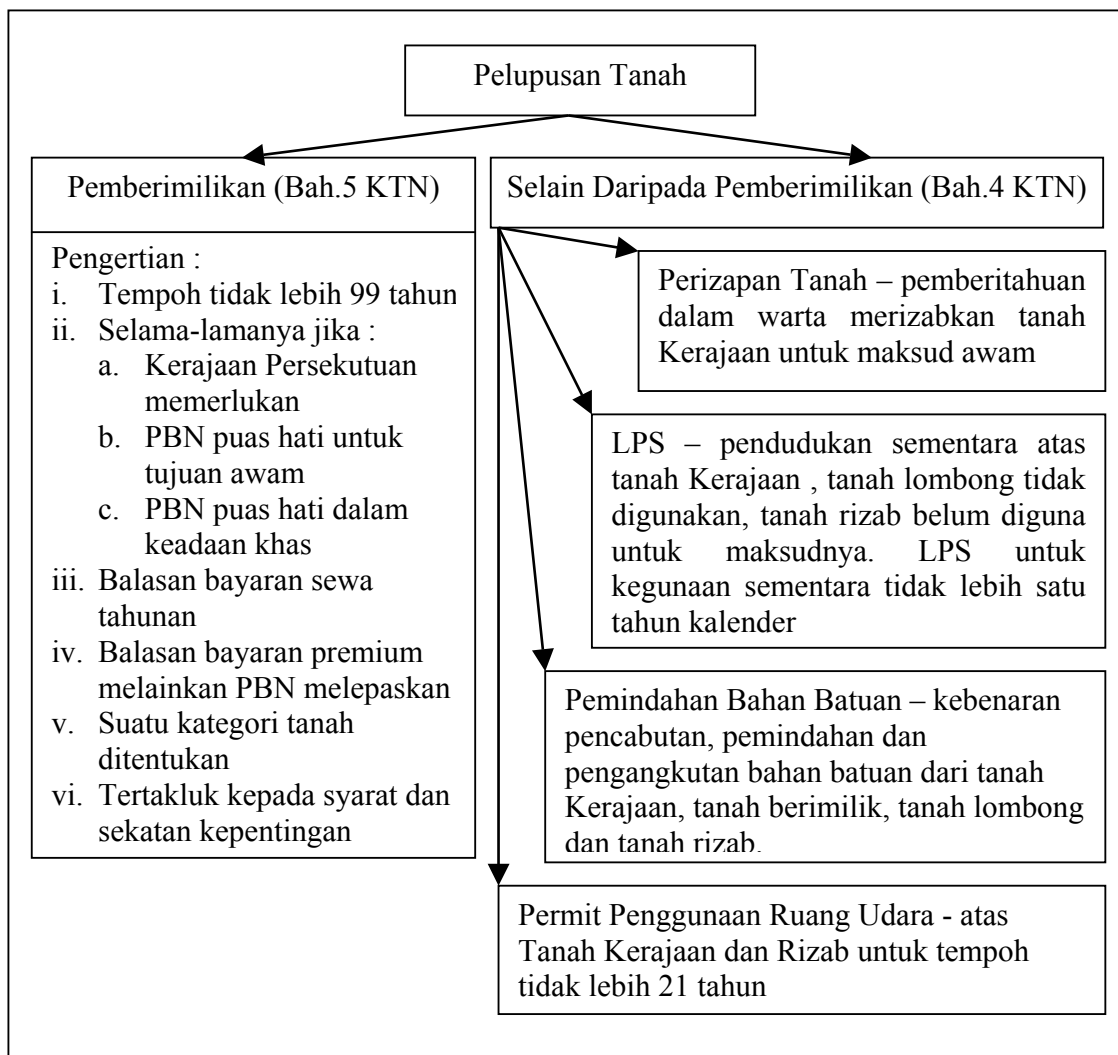 Pelupusan Tanah
Pemberimilikan (Bah.5 KTN)
Pengertian :
i. Tempoh tidak lebih 99 tahun
ii. Selama-lamanya jika :
a. Kerajaan Persekutuan
memerlukan
b. PBN puas hati untuk
tujuan awam
c. PBN puas hati dalam
keadaan khas
iii. Balasan bayaran sewa
tahunan
iv. Balasan bayaran premium
melainkan PBN melepaskan
v. Suatu kategori tanah
ditentukan
vi. Tertakluk kepada syarat dan
sekatan kepentingan
Selain Daripada Pemberimilikan (Bah.4 KTN)
Perizapan Tanah – pemberitahuan
dalam warta merizabkan tanah
Kerajaan untuk maksud awam
LPS – pendudukan sementara atas
tanah Kerajaan , tanah lombong tidak
digunakan, tanah rizab belum diguna
untuk maksudnya. LPS untuk
kegunaan sementara tidak lebih satu
tahun kalender
Pemindahan Bahan Batuan – kebenaran
pencabutan, pemindahan dan
pengangkutan bahan batuan dari tanah
Kerajaan, tanah berimilik, tanah lombong
dan tanah rizab.
Permit Penggunaan Ruang Udara - atas
Tanah Kerajaan dan Rizab untuk tempoh
tidak lebih 21 tahun